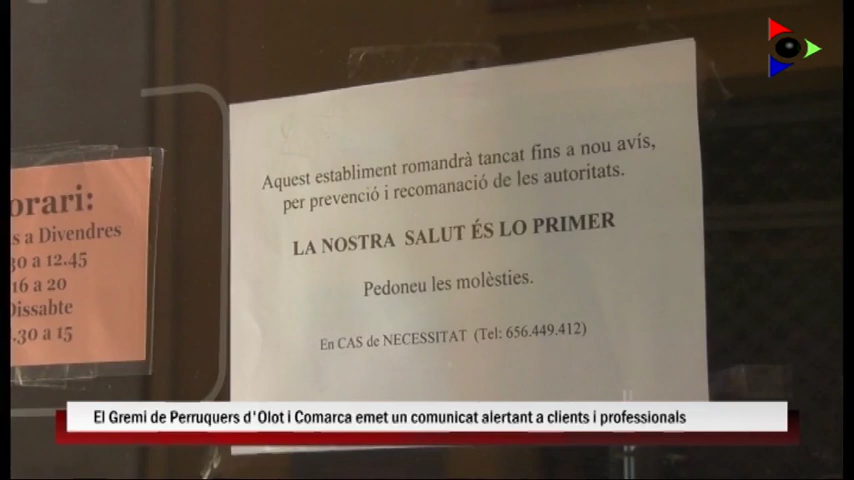 orari:
s a Divendres
30 a 12.45
16 a 20
Dissabte
.30 a 15
Aquest establiment romandrà tancat fins a nou avís,
per prevenció i recomanació de les autoritats.
LA NOSTRA SALUT ÉS LO PRIMER
Pedoneu les molèsties.
En CAS de NECESSITAT (Tel: 656.449.412)
El Gremi de Perruquers d'Olot i Comarca emet un comunicat alertant a clients i professionals